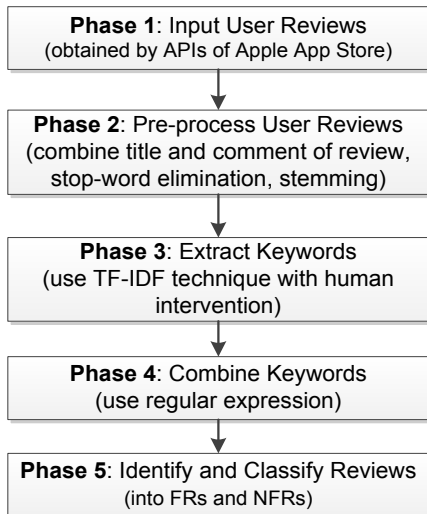 Phase 1: Input User Reviews
(obtained by APIs of Apple App Store)
Phase 2: Pre-process User Reviews
(combine title and comment of review,
stop-word elimination, stemming)
Phase 3: Extract Keywords
(use TF-IDF technique with human
intervention)
Phase 4: Combine Keywords
(use regular expression)
Phase 5: Identify and Classify Reviews
(into FRs and NFRs)